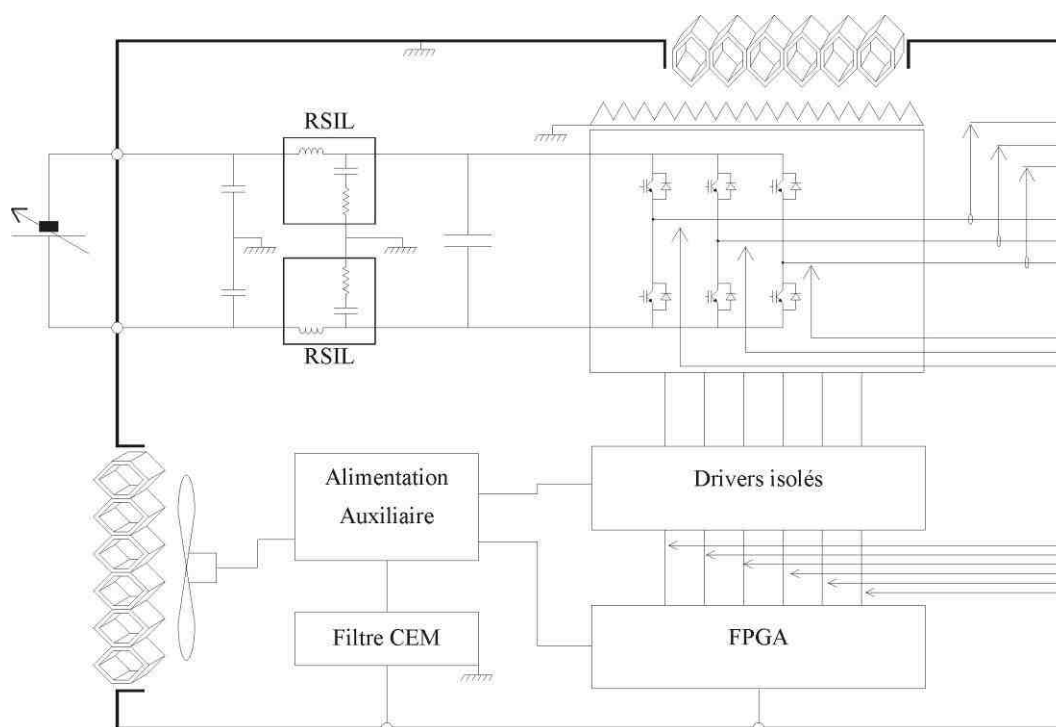 RSIL
RSIL
Alimentation
Auxiliaire
Drivers isolés
Filtre CEM
FPGA